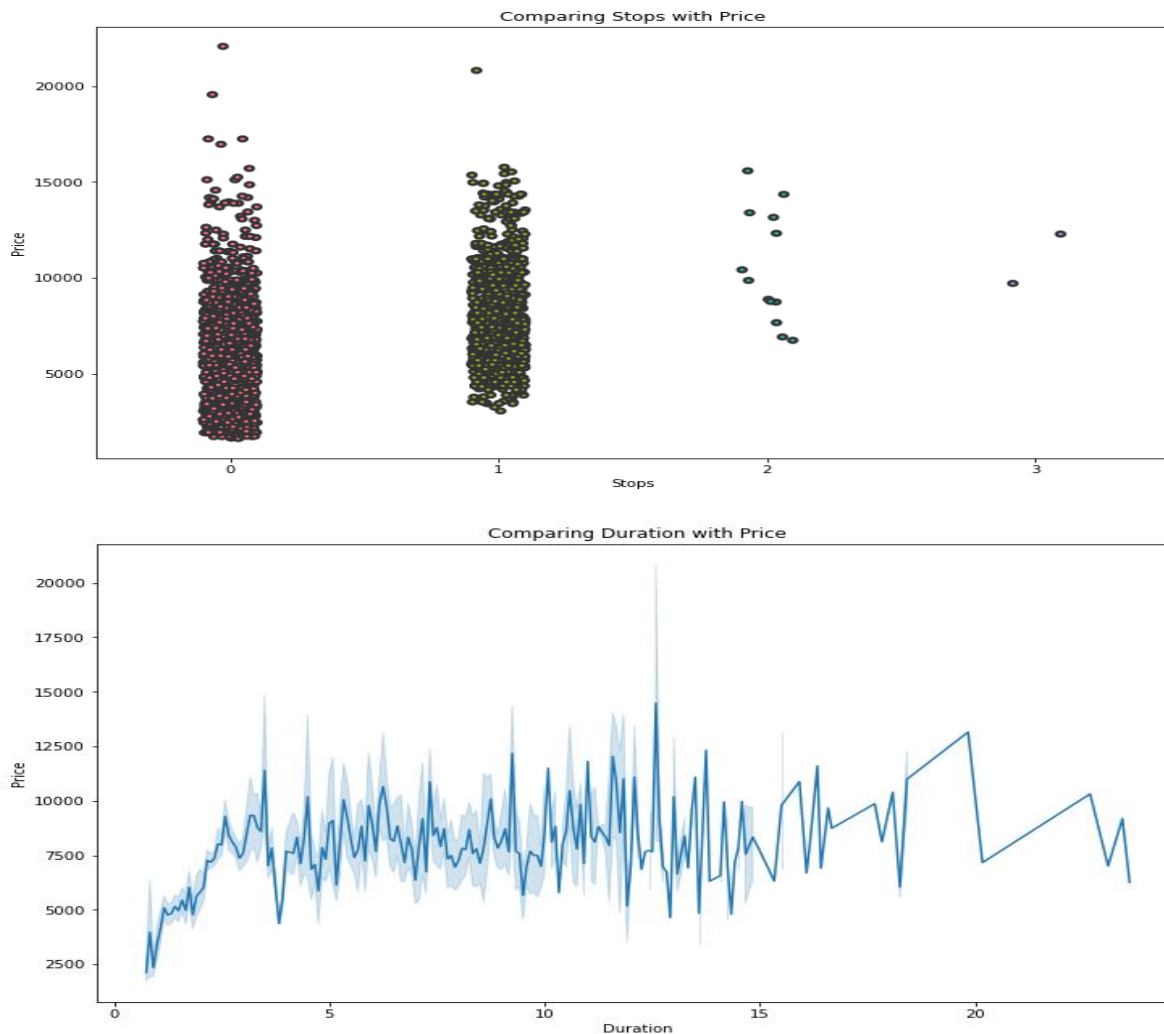 Comparing Stops with Price
20000
15000
10000
5000
Price
0 1 2 3
Stops
Comparing Duration with Price
20000
17500
15000
12500
10000
7500
5000
2500
Price
0 5 10 15 20
Duration